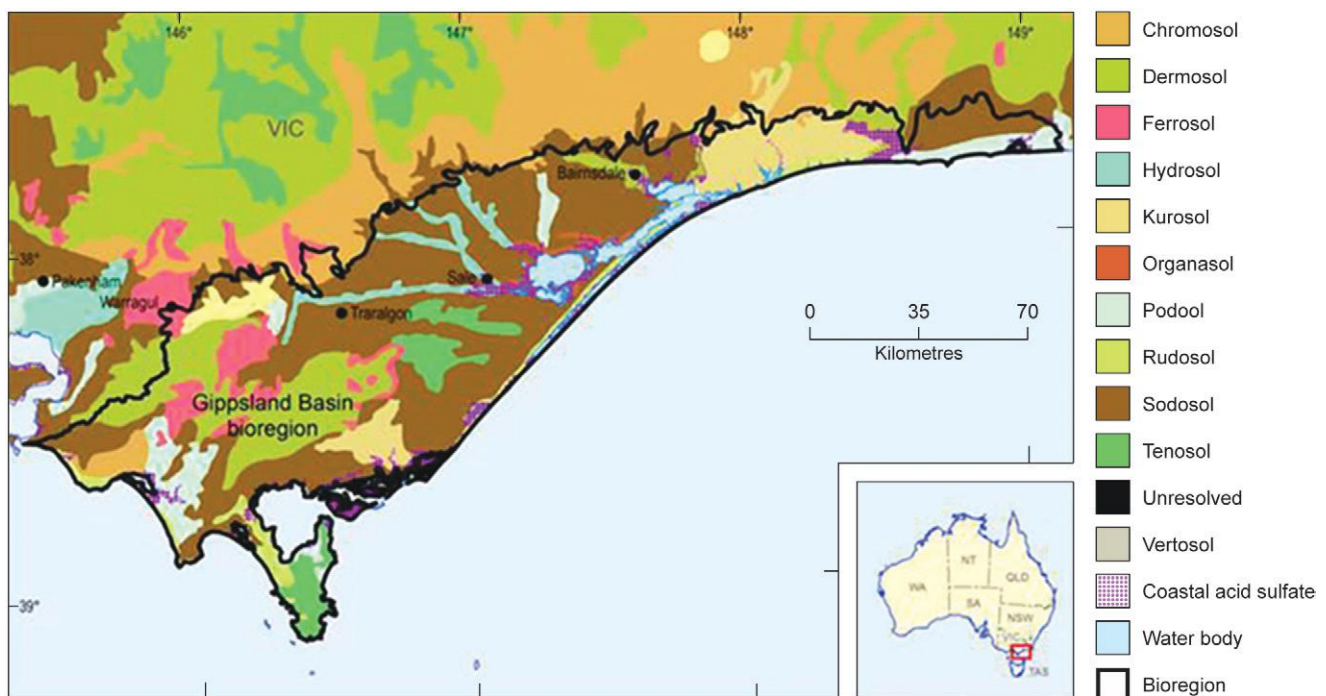 146°
147°
148°
149°
VIC
Bairnsdale
38°
Pakenham
Warragul
Sale
Traralgon
Gippsland Basin
bioregion
39°
0 35 70
Kilometres
WA
NT
QLD
SA
NSW
VIC
TAS
Chromosol
Dermosol
Ferrosol
Hydrosol
Kurosol
Organasol
Podool
Rudosol
Sodosol
Tenosol
Unresolved
Vertosol
Coastal acid sulfate
Water body
Bioregion